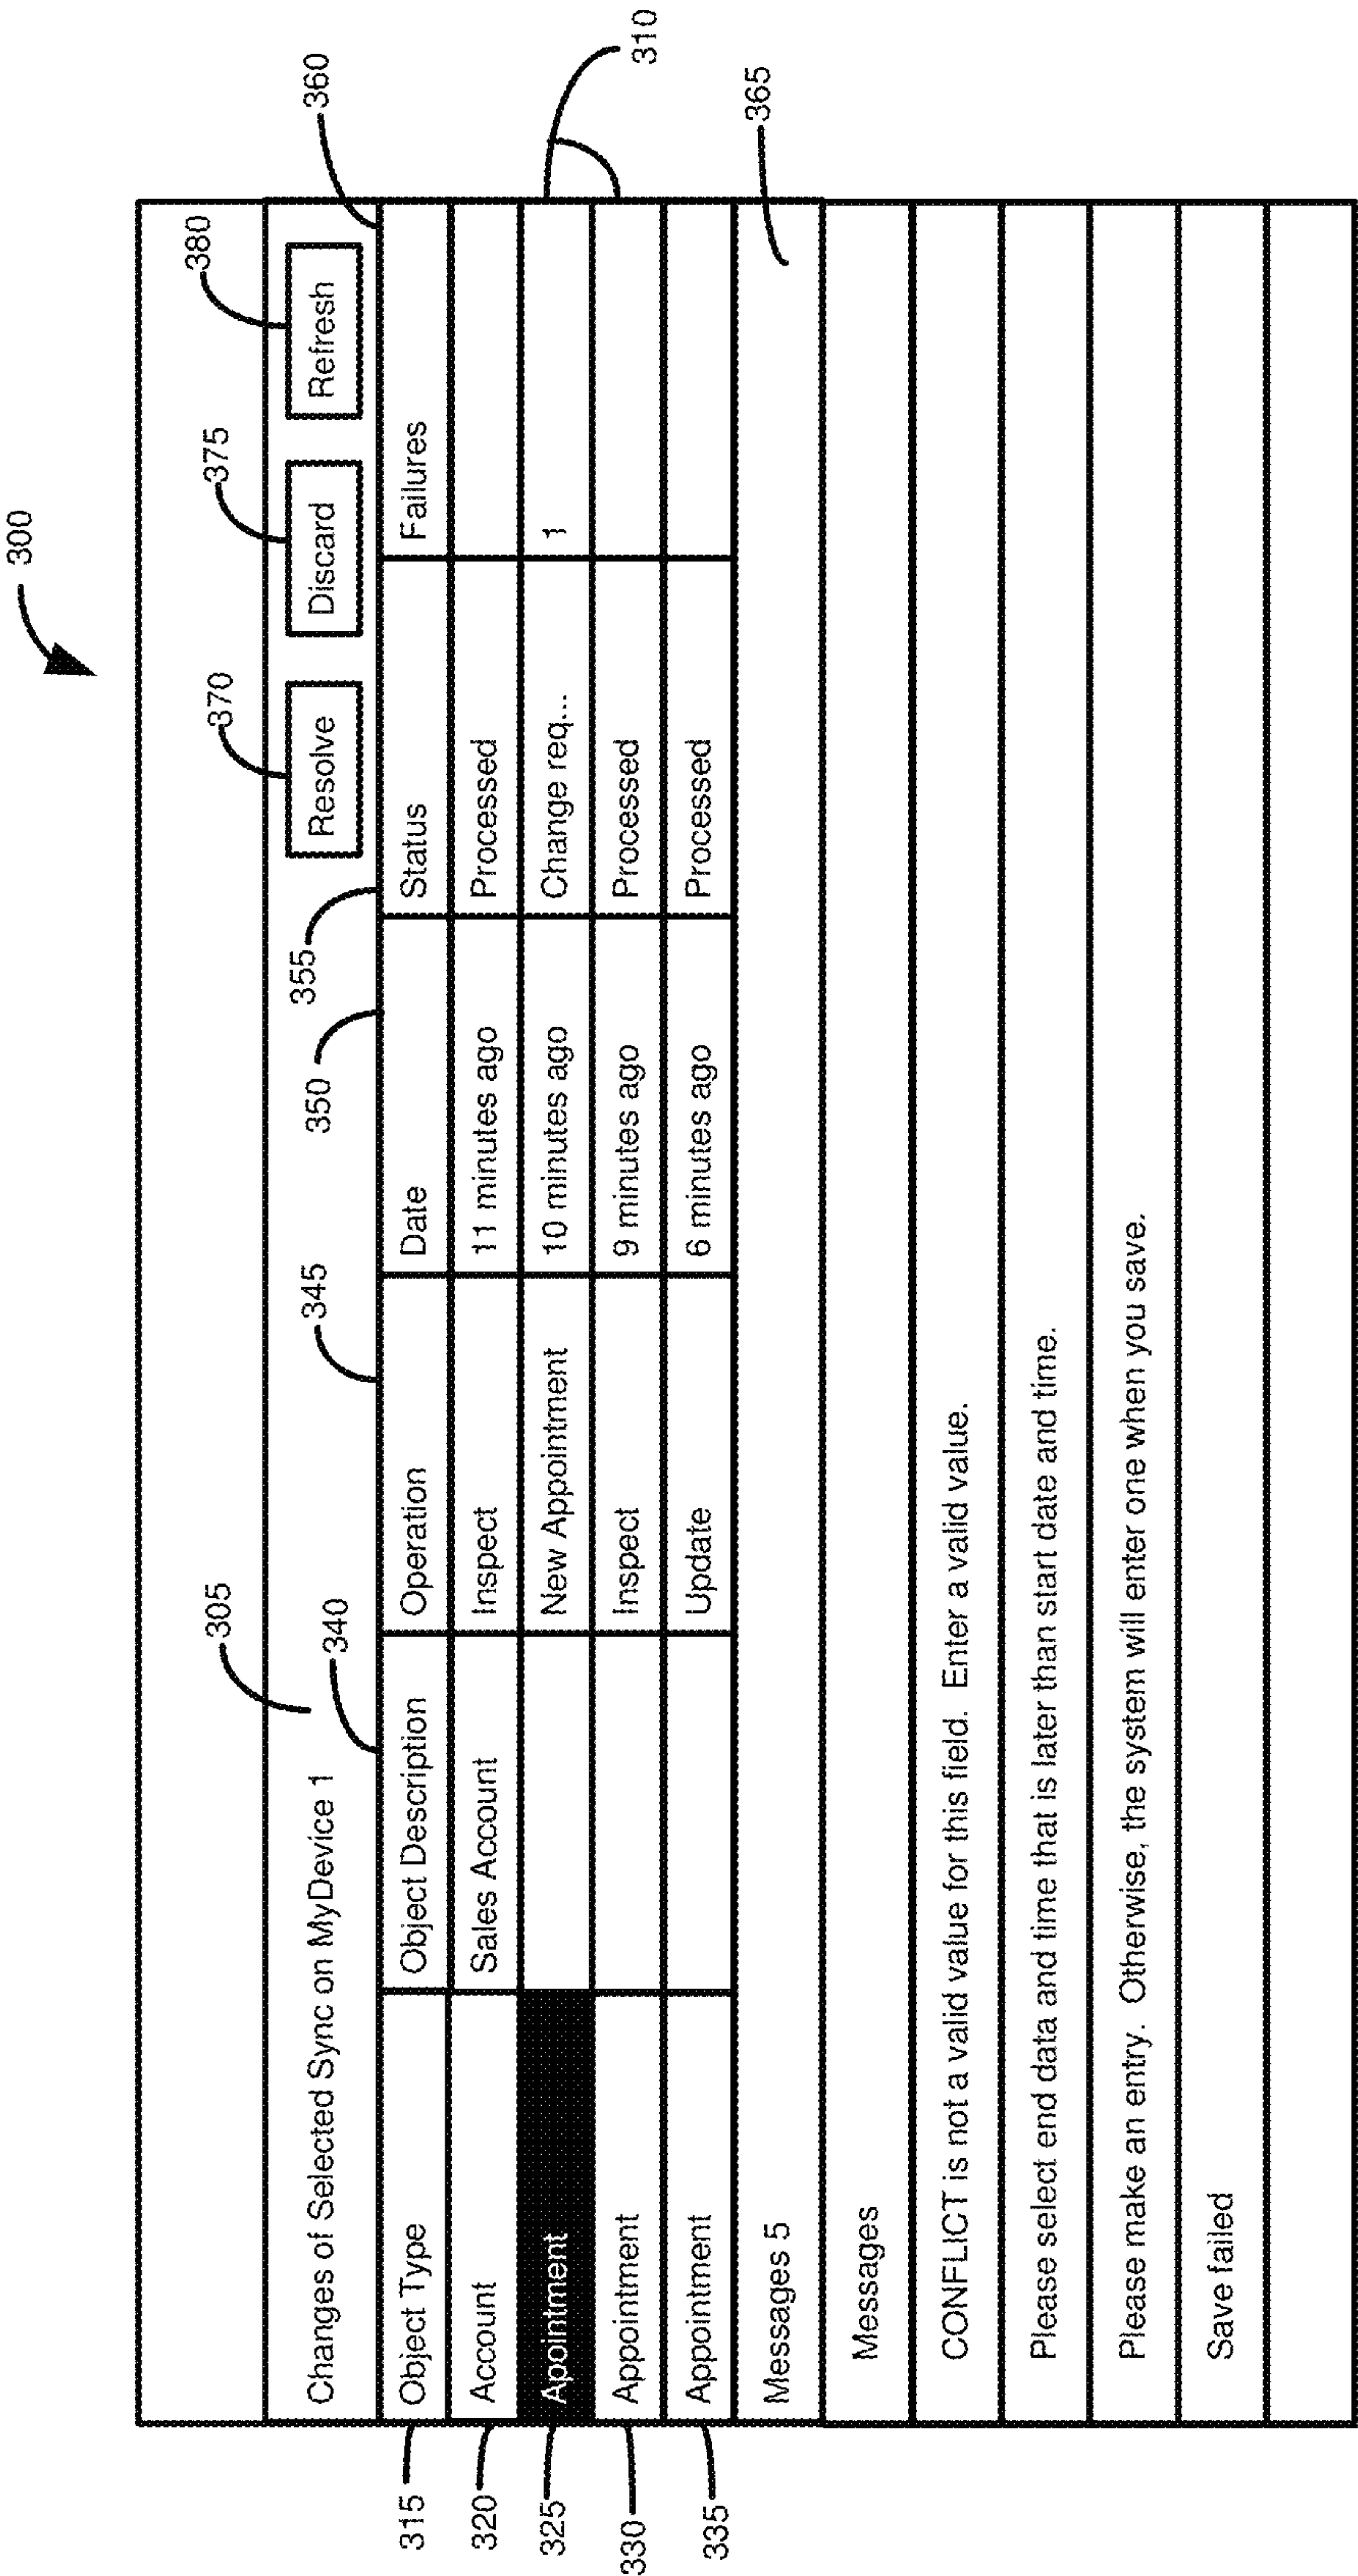 300
305
Changes of Selected Sync on MyDevice 1
Resolve
370
Discard
375
Refresh
380
340
345
350
355
360
310
315
Object Type Object Description Operation Date Status Failures
320
Account Sales Account Inspect 11 minutes ago Processed
325
Apointment New Appointment 10 minutes ago Change req... 1
330
Appointment Inspect 9 minutes ago Processed
335
Appointment Update 6 minutes ago Processed
Messages 5
365
Messages
CONFLICT is not a valid value for this field. Enter a valid value.
Please select end data and time that is later than start date and time.
Please make an entry. Otherwise, the system will enter one when you save.
Save failed